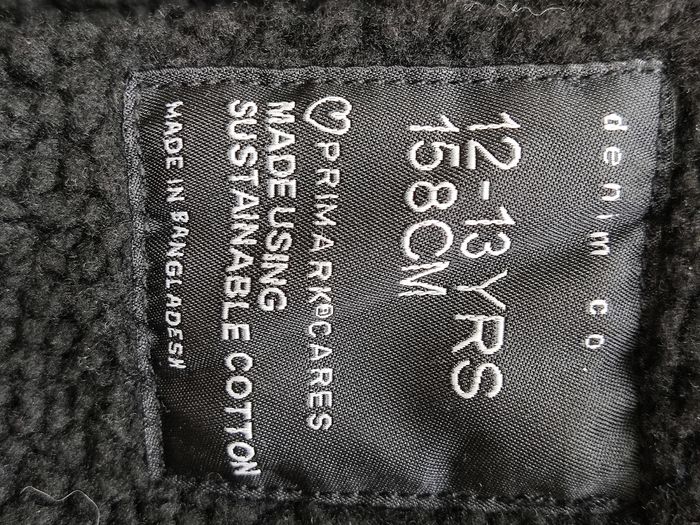 denim co.
12-13 YRS
158CM
PRIMARK® CARES
MADE USING
SUSTAINABLE COTTON
MADE IN BANGLADESH